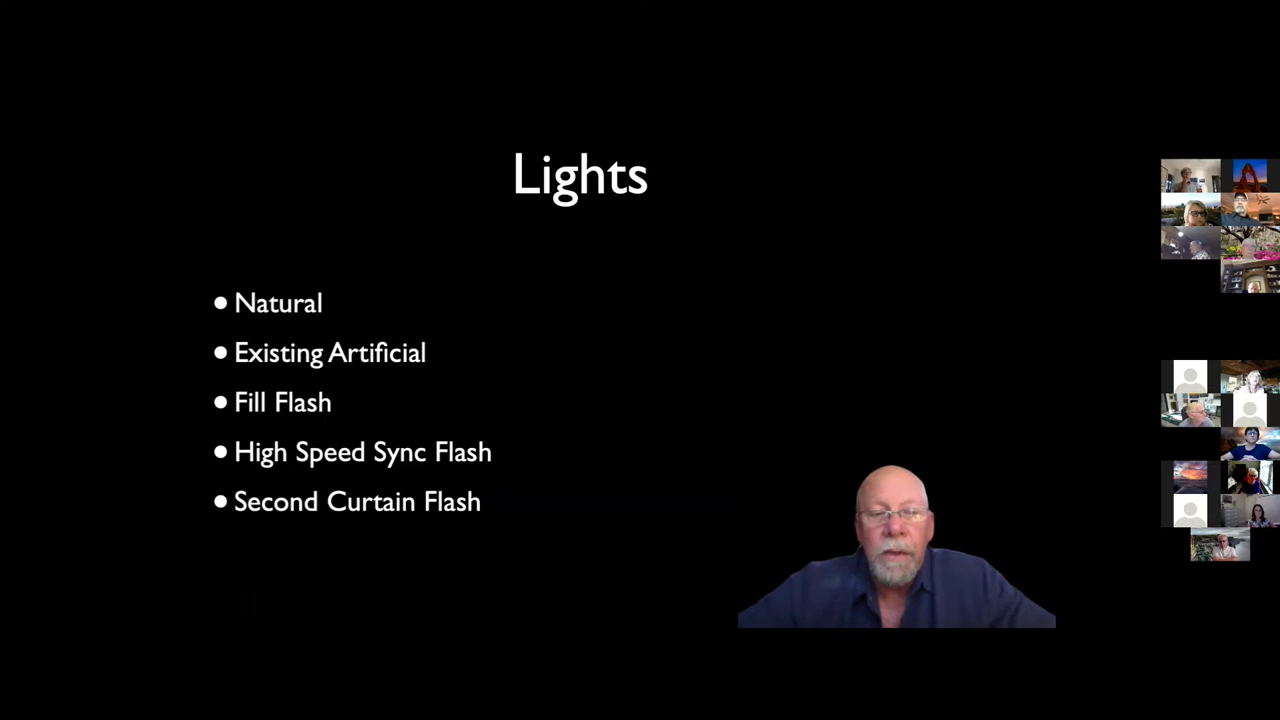 Lights
• Natural
• Existing Artificial
• Fill Flash
• High Speed Sync Flash
• Second Curtain Flash